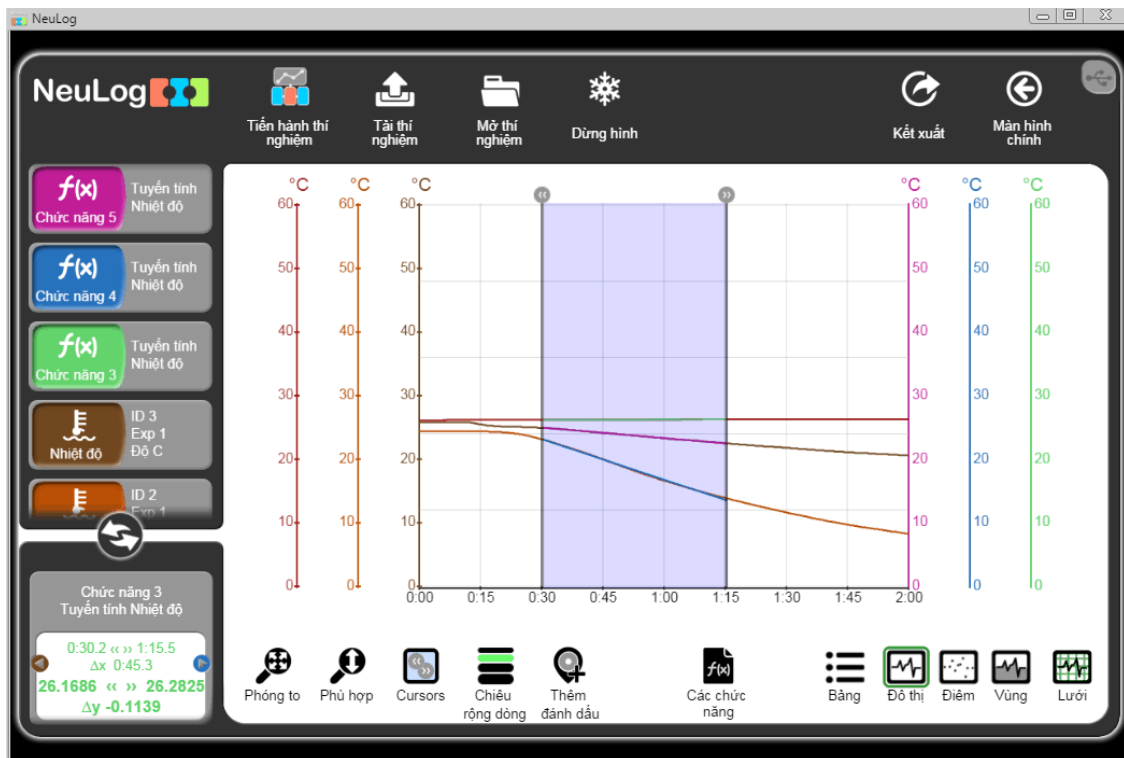 NeuLog
NeuLog
Tiến hành thí
nghiệm
Tải thí
nghiệm
Mở thí
nghiệm
Dừng hình
Kết xuất
Màn hình
chính
f(x)
Chức năng 5
Tuyến tính
Nhiệt độ
f(x)
Chức năng 4
Tuyến tính
Nhiệt độ
f(x)
Chức năng 3
Tuyến tính
Nhiệt độ
Nhiệt độ
ID 3
Exp 1
Độ C
ID 2
Exp 1
Chức năng 3
Tuyến tính Nhiệt độ
0:30.2 « » 1:15.5
Δx 0:45.3
26.1686 « » 26.2825
Δy -0.1139
°C °C °C °C °C °C
60 60 60 60 60 60
50 50 50 50 50 50
40 40 40 40 40 40
30 30 30 30 30 30
20 20 20 20 20 20
10 10 10 10 10 10
0 0 0 0 0 0
0:00 0:15 0:30 0:45 1:00 1:15 1:30 1:45 2:00
Phóng to
Phù hợp
Cursors
Chiều
rộng dòng
Thêm
đánh dấu
f(x)
Các chức
năng
Bảng
Đồ thị
Điểm
Vùng
Lưới